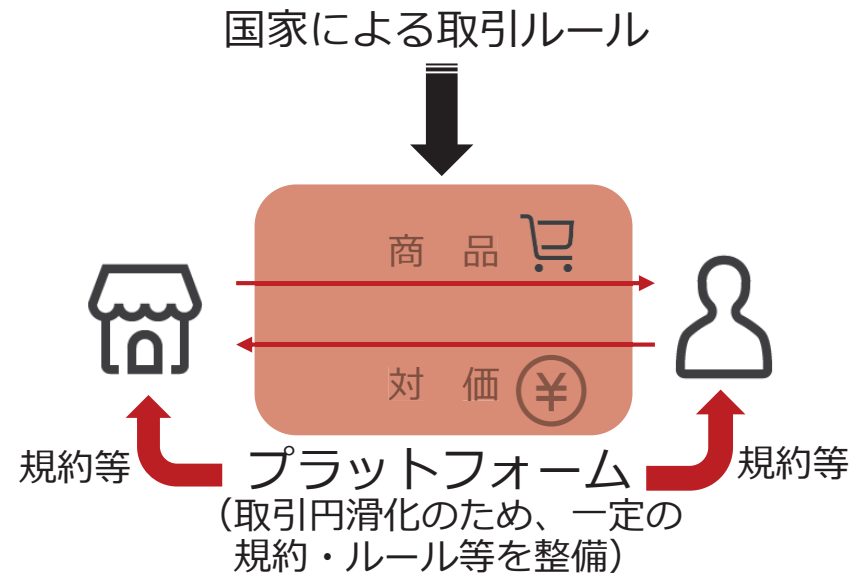 国家による取引ルール
商　品
対　価
¥
規約等
プラットフォーム
規約等
（取引円滑化のため、一定の
規約・ルール等を整備）